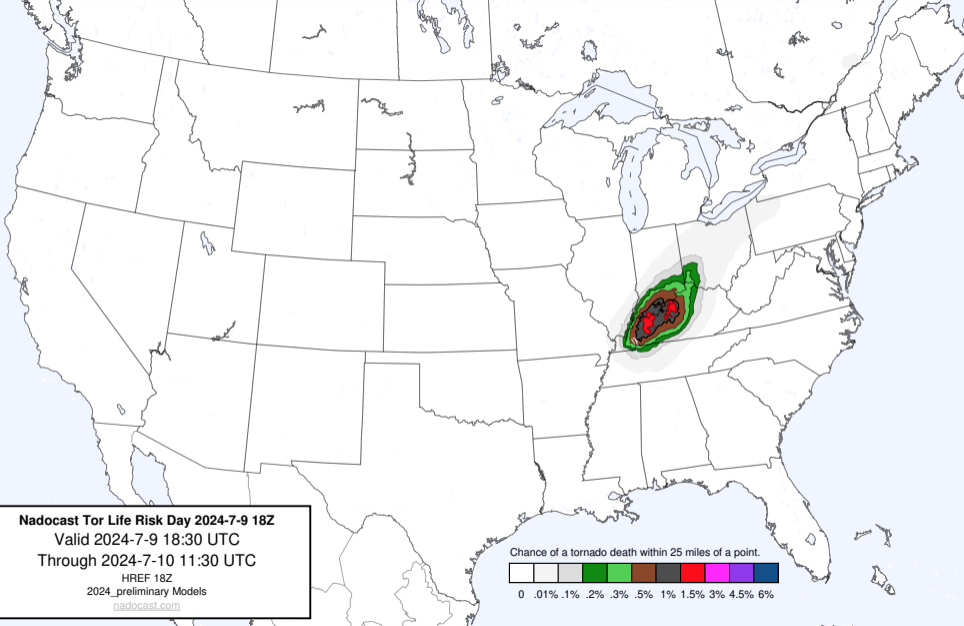 Nadocast Tor Life Risk Day 2024-7-9 18Z
Valid 2024-7-9 18:30 UTC
Through 2024-7-10 11:30 UTC
HREF 18Z
2024_preliminary Models
nadocast.com
Chance of a tornado death within 25 miles of a point.
0 .01% .1% .2% .3% .5% 1% 1.5% 3% 4.5% 6%